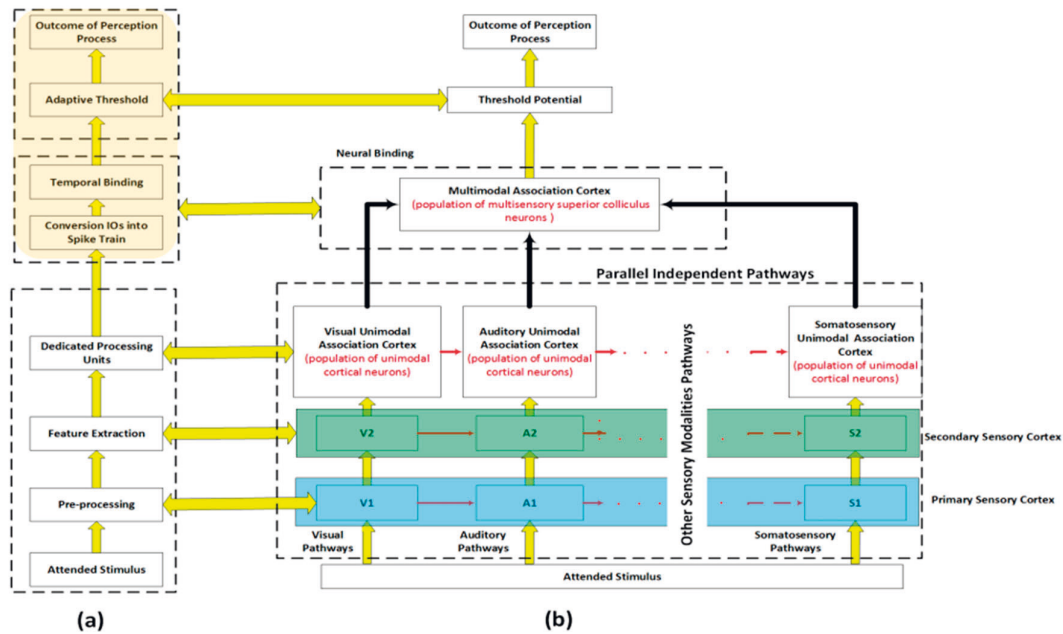 Outcome of Perception
Process
Adaptive Threshold
Temporal Binding
Conversion IOs into
Spike Train
Dedicated Processing
Units
Feature Extraction
Pre-processing
Attended Stimulus
(a)
Outcome of Perception
Process
Threshold Potential
Neural Binding
Multimodal Association Cortex
(population of multisensory superior colliculus
neurons )
Parallel Independent Pathways
Visual Unimodal
Association Cortex
(population of unimodal
cortical neurons)
Auditory Unimodal
Association Cortex
(population of unimodal
cortical neurons)
Somatosensory
Unimodal Association
Cortex
(population of unimodal
cortical neurons)
Other Sensory Modalities Pathways
V2
A2
S2
Secondary Sensory Cortex
V1
A1
S1
Primary Sensory Cortex
Visual
Pathways
Auditory
Pathways
Somatosensory
Pathways
Attended Stimulus
(b)